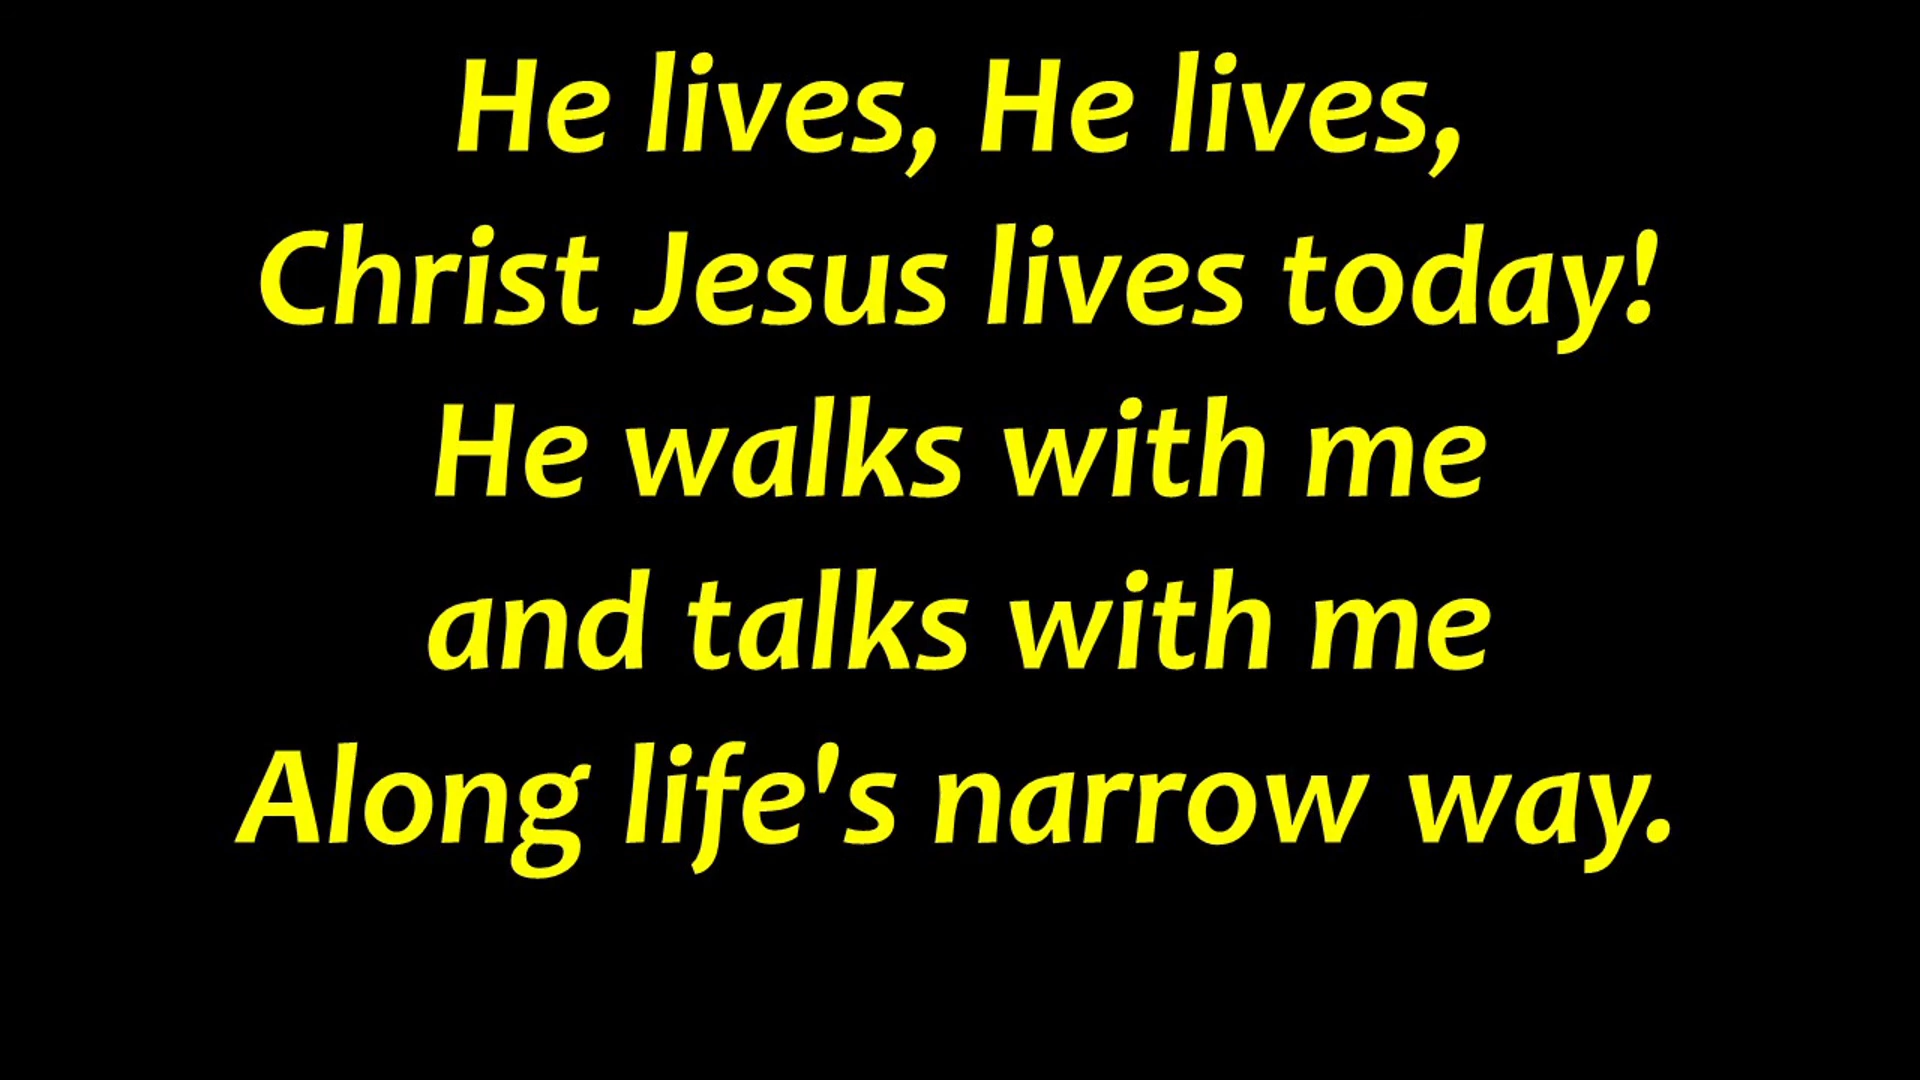 He lives, He lives,
Christ Jesus lives today!
He walks with me
and talks with me
Along life's narrow way.